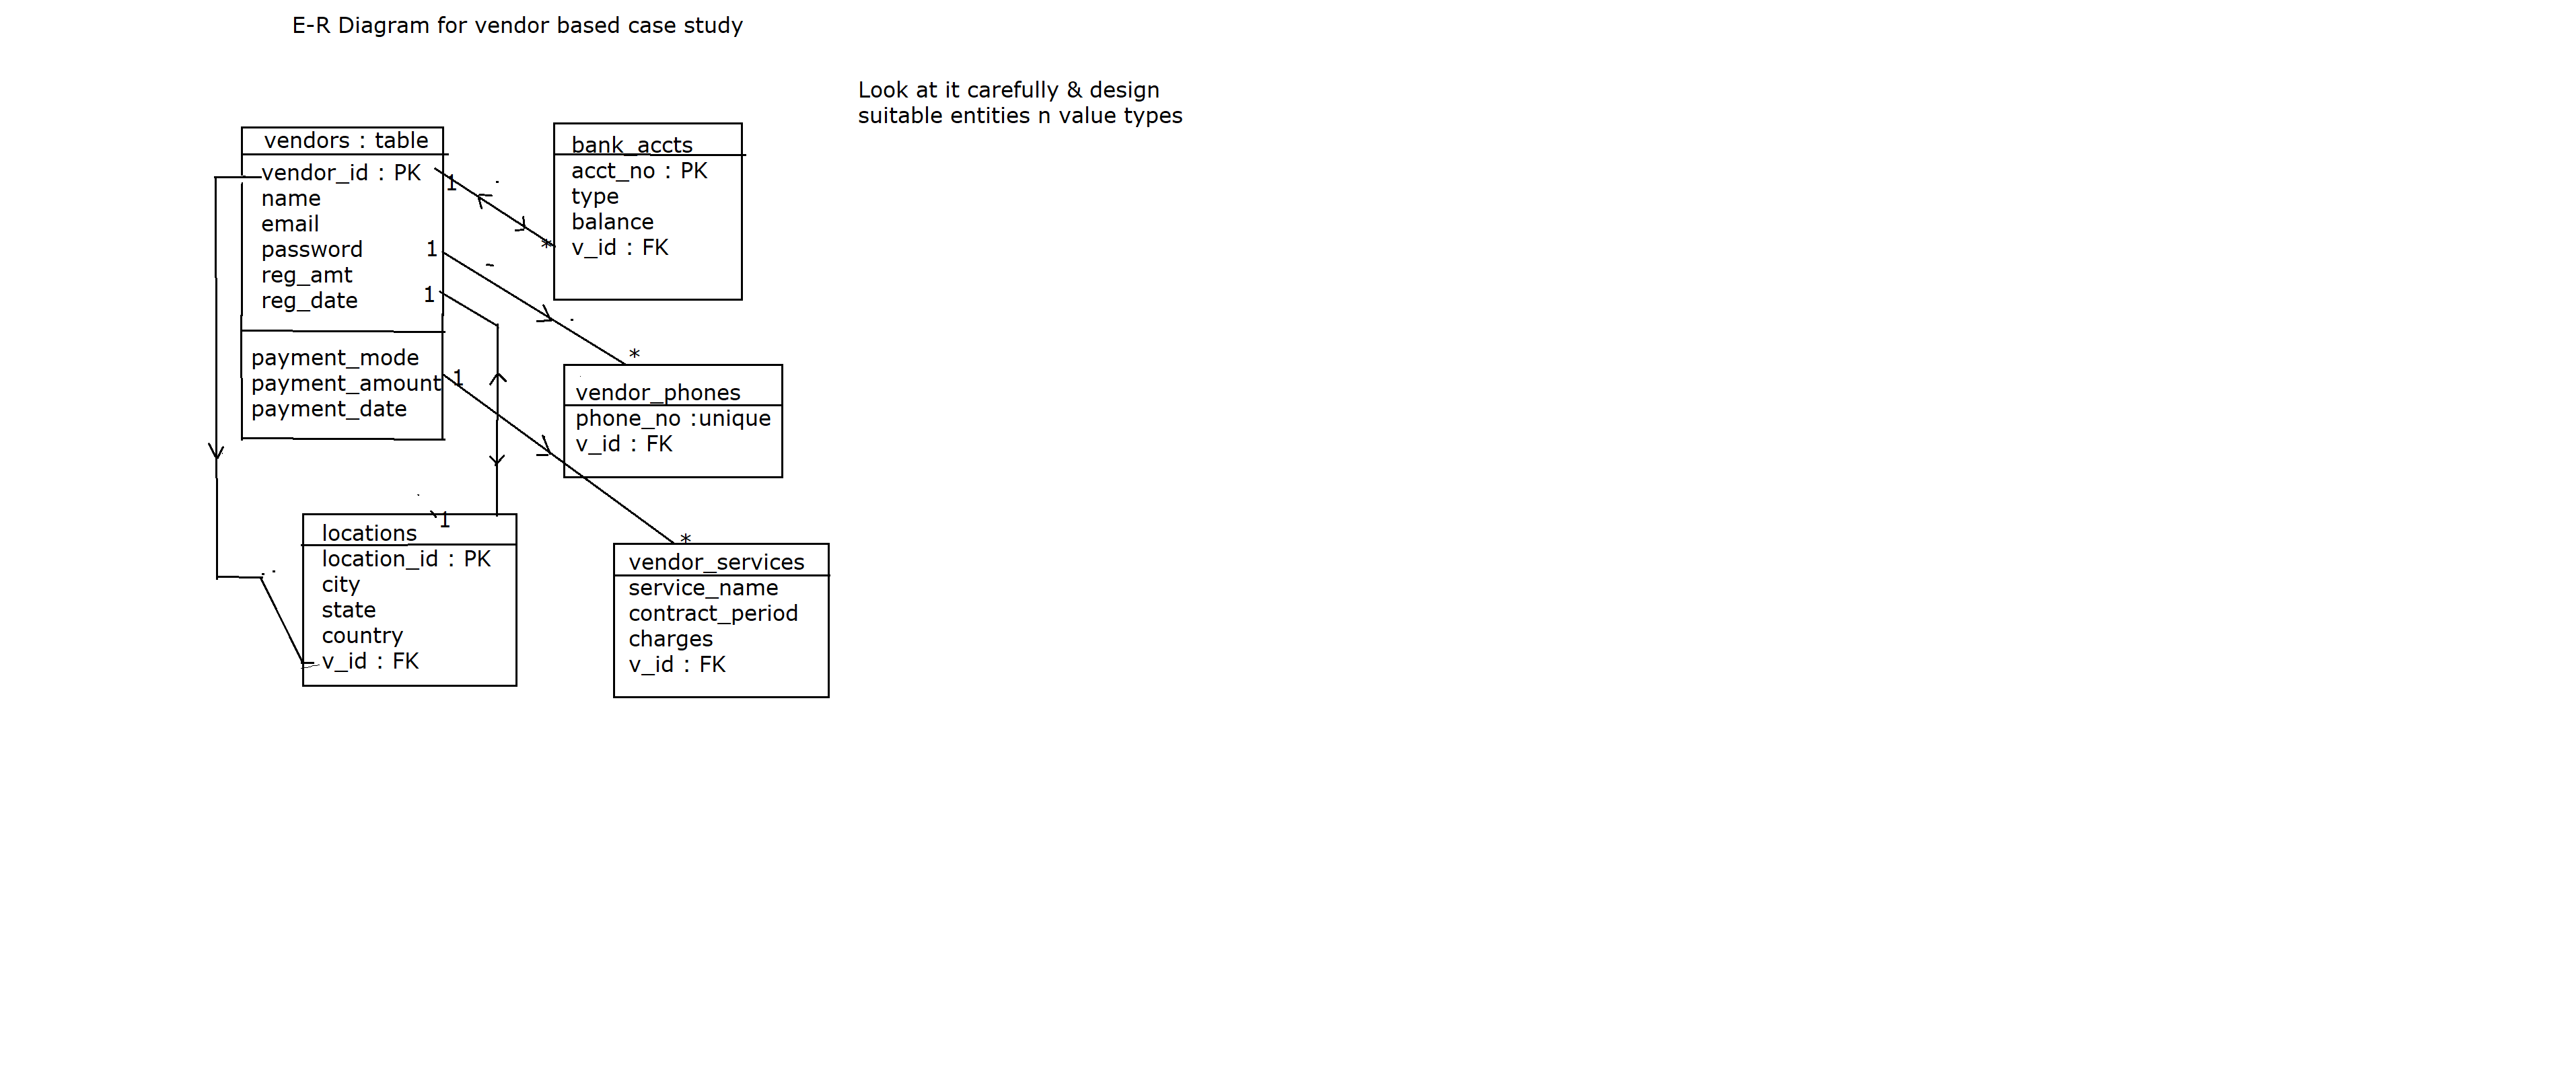 E-R Diagram for vendor based case study
Look at it carefully & design
suitable entities n value types
vendors : table
vendor_id : PK
name
email
password
reg_amt
reg_date
payment_mode
payment_amount
payment_date
1
1
1
1
bank_accts
acct_no : PK
type
balance
v_id : FK
*
*
vendor_phones
phone_no :unique
v_id : FK
1
locations
location_id : PK
city
state
country
v_id : FK
*
vendor_services
service_name
contract_period
charges
v_id : FK